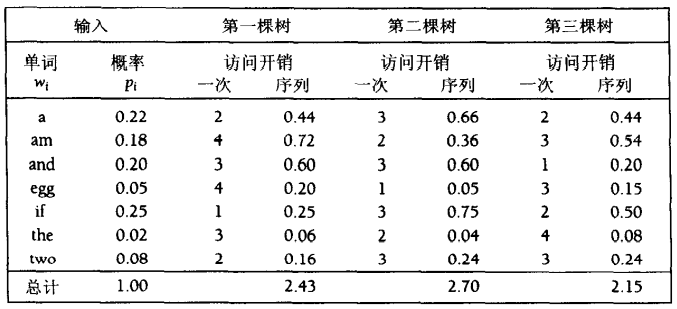 输入 第一棵树 第二棵树 第三棵树
单词 概率 访问开销 访问开销 访问开销
wi pi 一次 序列 一次 序列 一次 序列
a 0.22 2 0.44 3 0.66 2 0.44
am 0.18 4 0.72 2 0.36 3 0.54
and 0.20 3 0.60 3 0.60 1 0.20
egg 0.05 4 0.20 1 0.05 3 0.15
if 0.25 1 0.25 3 0.75 2 0.50
the 0.02 3 0.06 2 0.04 4 0.08
two 0.08 2 0.16 3 0.24 3 0.24
总计 1.00 2.43 2.70 2.15